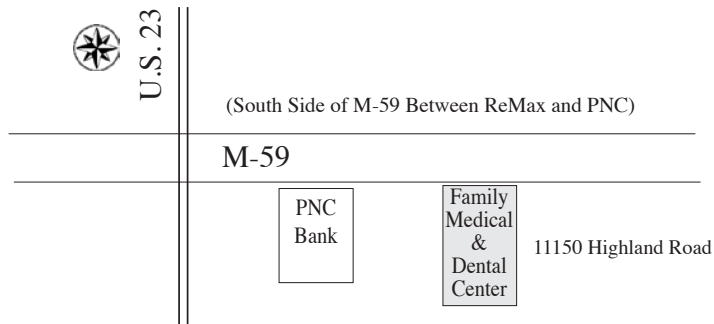 U.S. 23
(South Side of M-59 Between ReMax and PNC)
M-59
PNC
Bank
Family
Medical
&
Dental
Center
11150 Highland Road